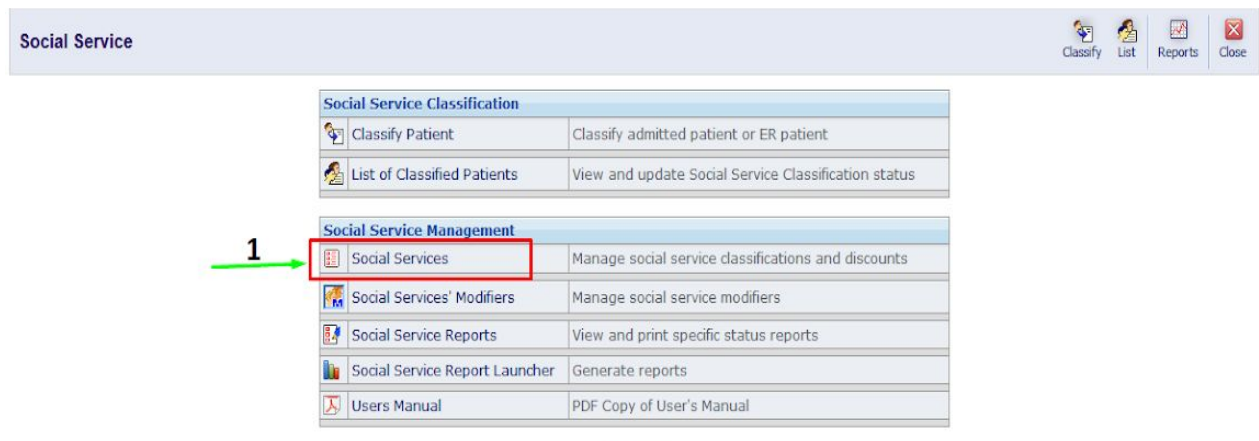 Social Service
Classify List Reports Close
Social Service Classification
Classify Patient Classify admitted patient or ER patient
List of Classified Patients View and update Social Service Classification status
Social Service Management
1
Social Services Manage social service classifications and discounts
M
Social Services' Modifiers Manage social service modifiers
Social Service Reports View and print specific status reports
Social Service Report Launcher Generate reports
Users Manual PDF Copy of User's Manual